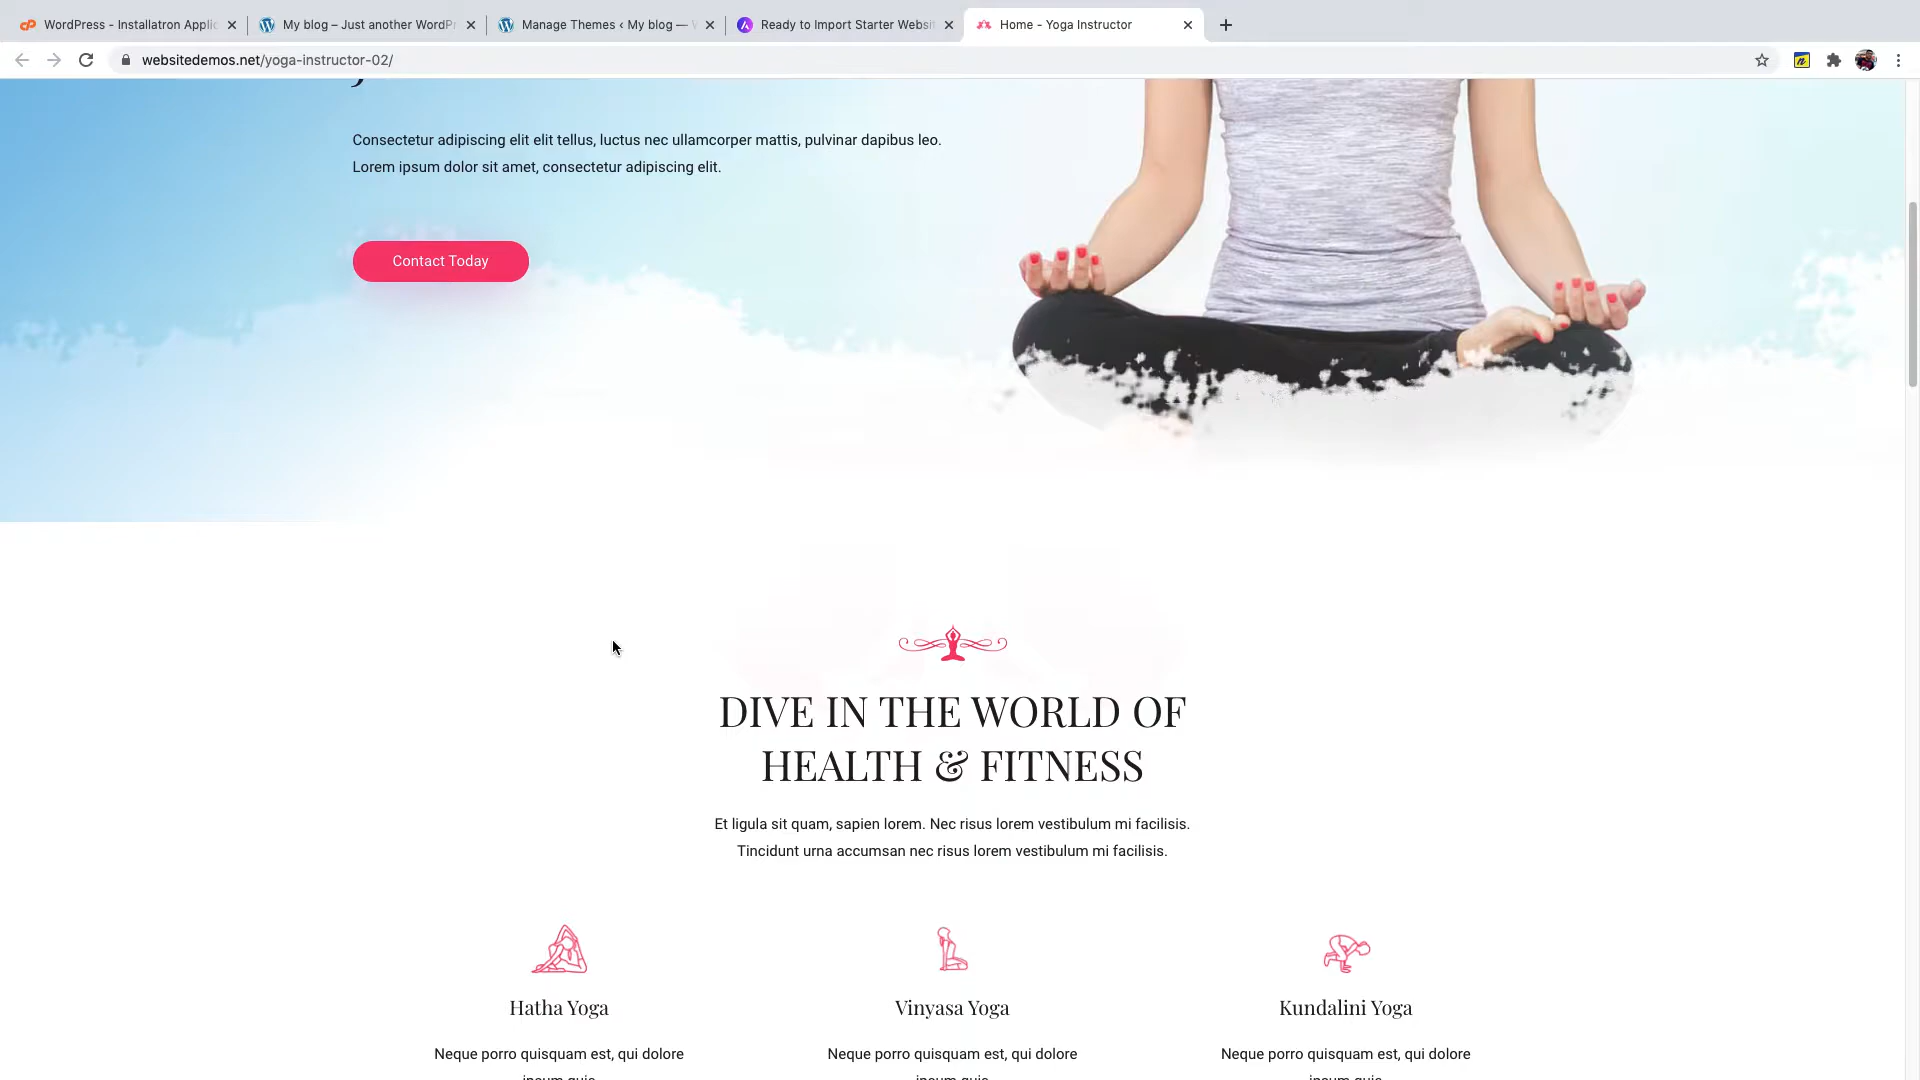 WordPress - Installatron Applic
My blog – Just another WordPr
Manage Themes ‹ My blog —
Ready to Import Starter Websit
Home - Yoga Instructor
websitedemos.net/yoga-instructor-02/
Consectetur adipiscing elit elit tellus, luctus nec ullamcorper mattis, pulvinar dapibus leo.
Lorem ipsum dolor sit amet, consectetur adipiscing elit.
Contact Today
DIVE IN THE WORLD OF
HEALTH & FITNESS
Et ligula sit quam, sapien lorem. Nec risus lorem vestibulum mi facilisis.
Tincidunt urna accumsan nec risus lorem vestibulum mi facilisis.
Hatha Yoga
Vinyasa Yoga
Kundalini Yoga
Neque porro quisquam est, qui dolore
Neque porro quisquam est, qui dolore
Neque porro quisquam est, qui dolore